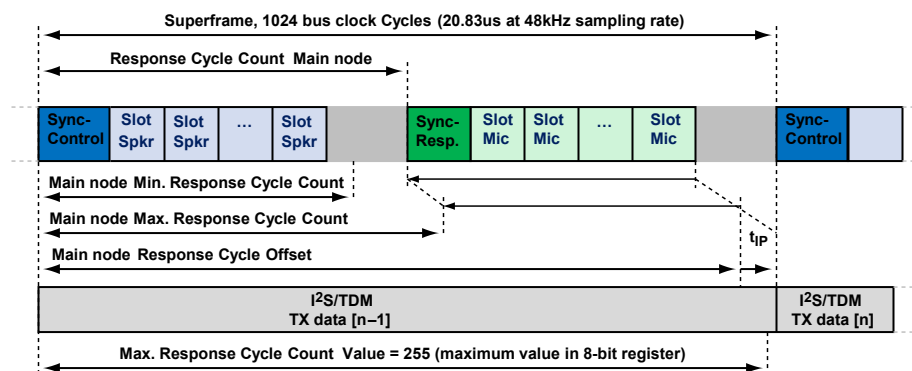 Superframe, 1024 bus clock Cycles (20.83us at 48kHz sampling rate)
Response Cycle Count Main node
Sync-
Control
Slot
Spkr
Slot
Spkr
...
Slot
Spkr
Sync-
Resp.
Slot
Mic
Slot
Mic
...
Slot
Mic
Sync-
Control
Main node Min. Response Cycle Count
Main node Max. Response Cycle Count
Main node Response Cycle Offset
tIP
I2S/TDM
TX data [n–1]
I2S/TDM
TX data [n]
Max. Response Cycle Count Value = 255 (maximum value in 8-bit register)